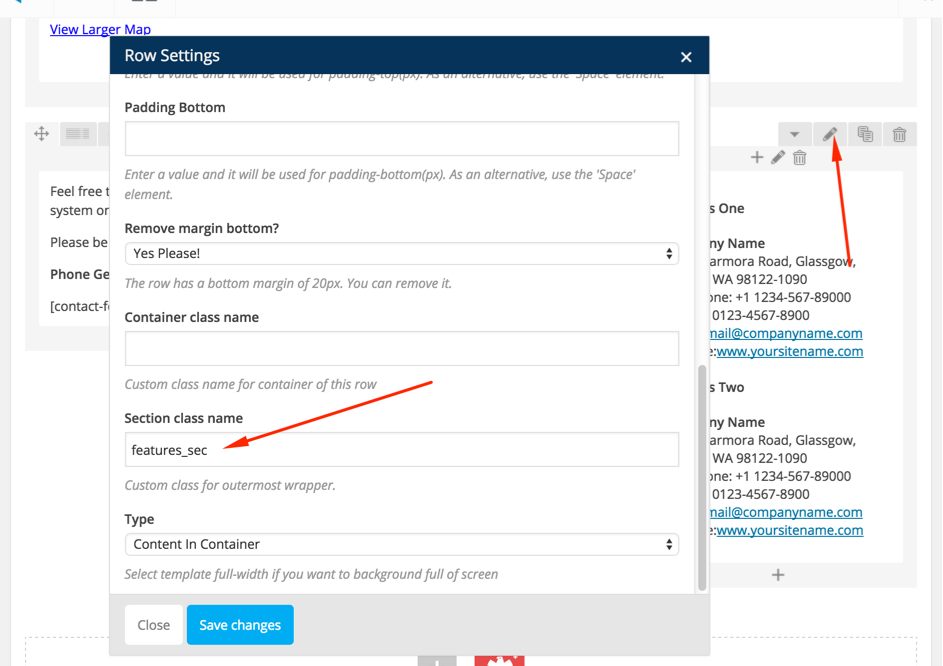 View Larger Map
Row Settings
Enter a value and it will be used for padding-top(px). As an alternative, use the 'Space' element.
Padding Bottom
Enter a value and it will be used for padding-bottom(px). As an alternative, use the 'Space'
element.
Remove margin bottom?
Yes Please!
The row has a bottom margin of 20px. You can remove it.
Container class name
Custom class name for container of this row
Section class name
features_sec
Custom class for outermost wrapper.
Type
Content In Container
Select template full-width if you want to background full of screen
Close
Save changes
Feel free
system or
Please be
Phone Ge
[contact-f
s One
ny Name
armora Road, Glassgow,
WA 98122-1090
one: +1 1234-567-89000
0123-4567-8900
mail@companyname.com
e:www.yoursitename.com
s Two
ny Name
armora Road, Glassgow,
WA 98122-1090
one: +1 1234-567-89000
0123-4567-8900
mail@companyname.com
e:www.yoursitename.com